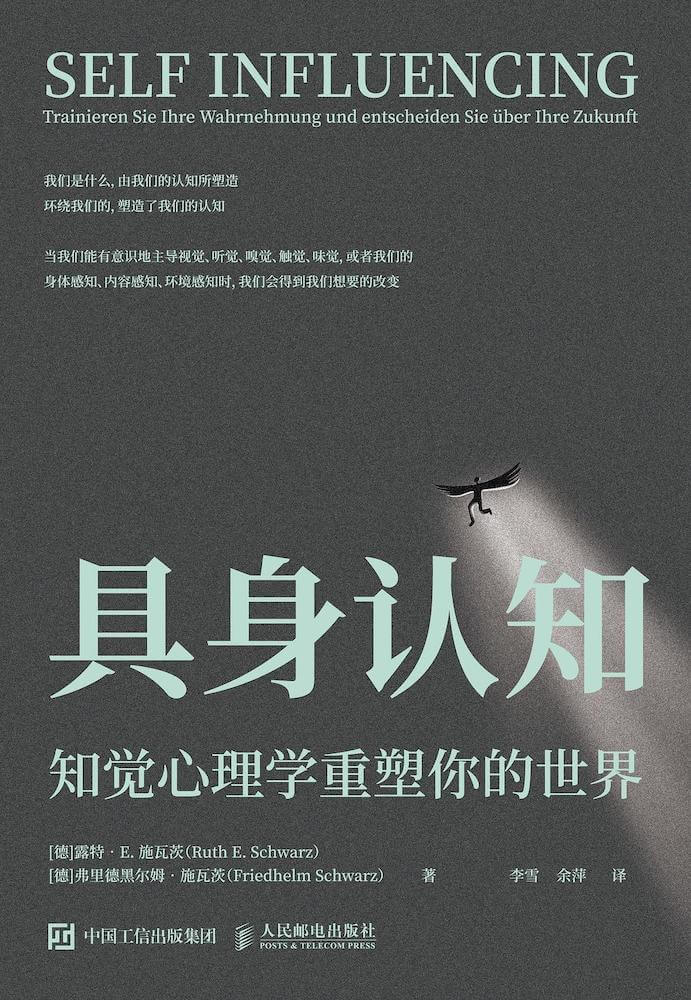 SELF INFLUENCING
Trainieren Sie Ihre Wahrnehmung und entscheiden Sie über Ihre Zukunft
我们是什么, 由我们的认知所塑造
环绕我们的, 塑造了我们的认知
当我们能有意识地主导视觉、听觉、嗅觉、触觉、味觉, 或者我们的
身体感知、内容感知、环境感知时, 我们会得到我们想要的改变
具身认知
知觉心理学重塑你的世界
[德]露特 · E. 施瓦茨(Ruth E. Schwarz)
[德]弗里德黑尔姆 · 施瓦茨(Friedhelm Schwarz) 著 李雪 余萍 译
中国工信出版集团 人民邮电出版社
POSTS & TELECOM PRESS